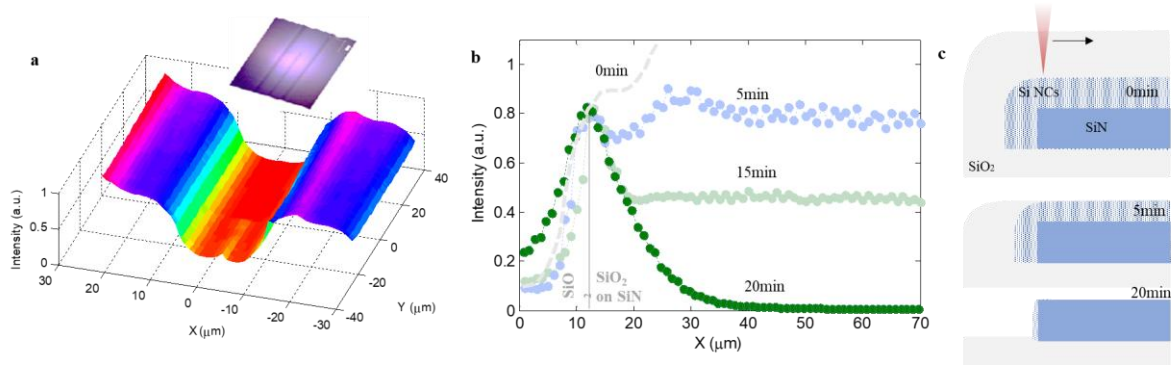 a
Intensity (a.u.)
1
0.5
0
30
20
10
0
-10
-20
-30
X (μm)
40
20
0
-20
-40
Y (μm)
b
Intensity (a.u.)
1
0.8
0.6
0.4
0.2
0
0min
5min
15min
20min
SiO
SiO₂
on SiN
0
10
20
30
40
50
60
70
X (μm)
c
Si NCs
0min
SiN
SiO₂
5min
20min